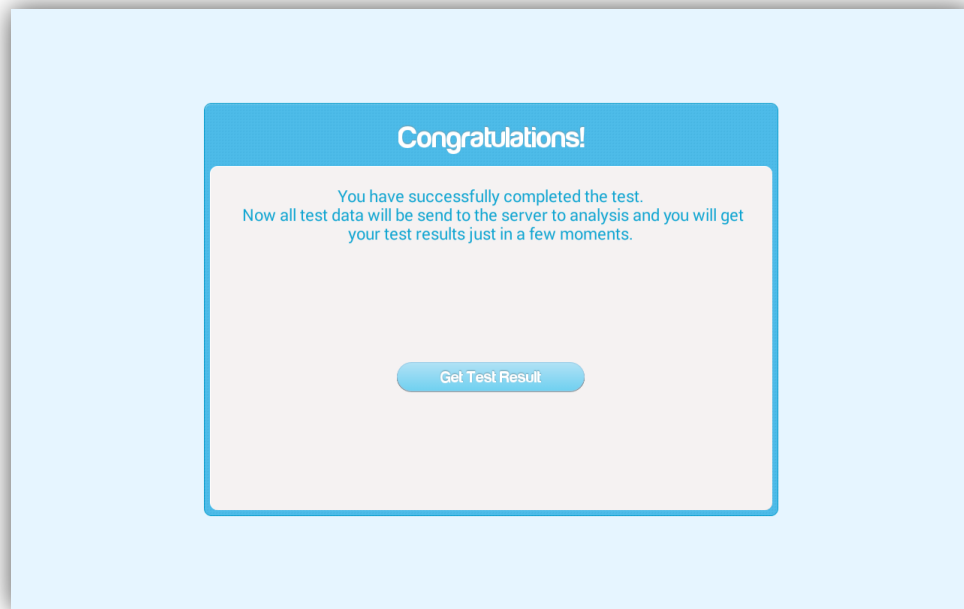 Congratulations!
You have successfully completed the test.
Now all test data will be send to the server to analysis and you will get
your test results just in a few moments.
Get Test Result